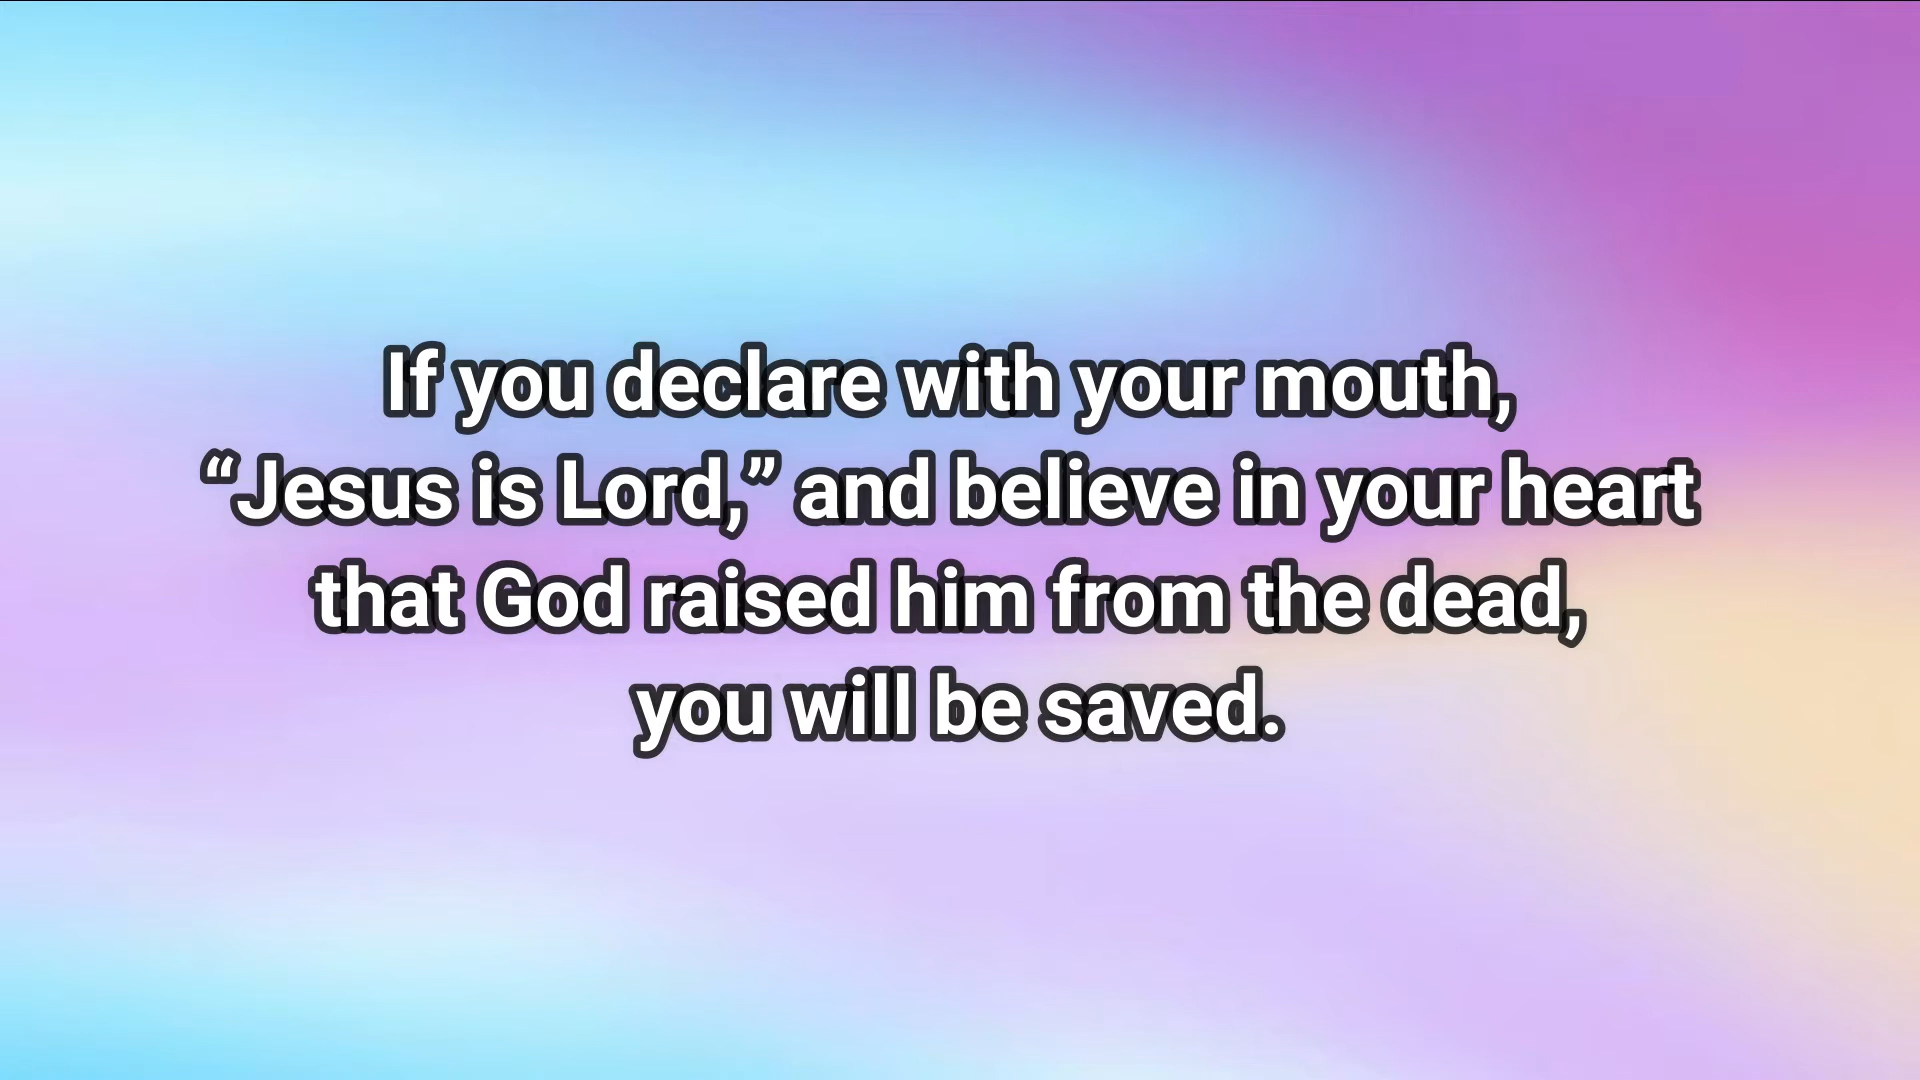 If you declare with your mouth,
“Jesus is Lord,” and believe in your heart
that God raised him from the dead,
you will be saved.